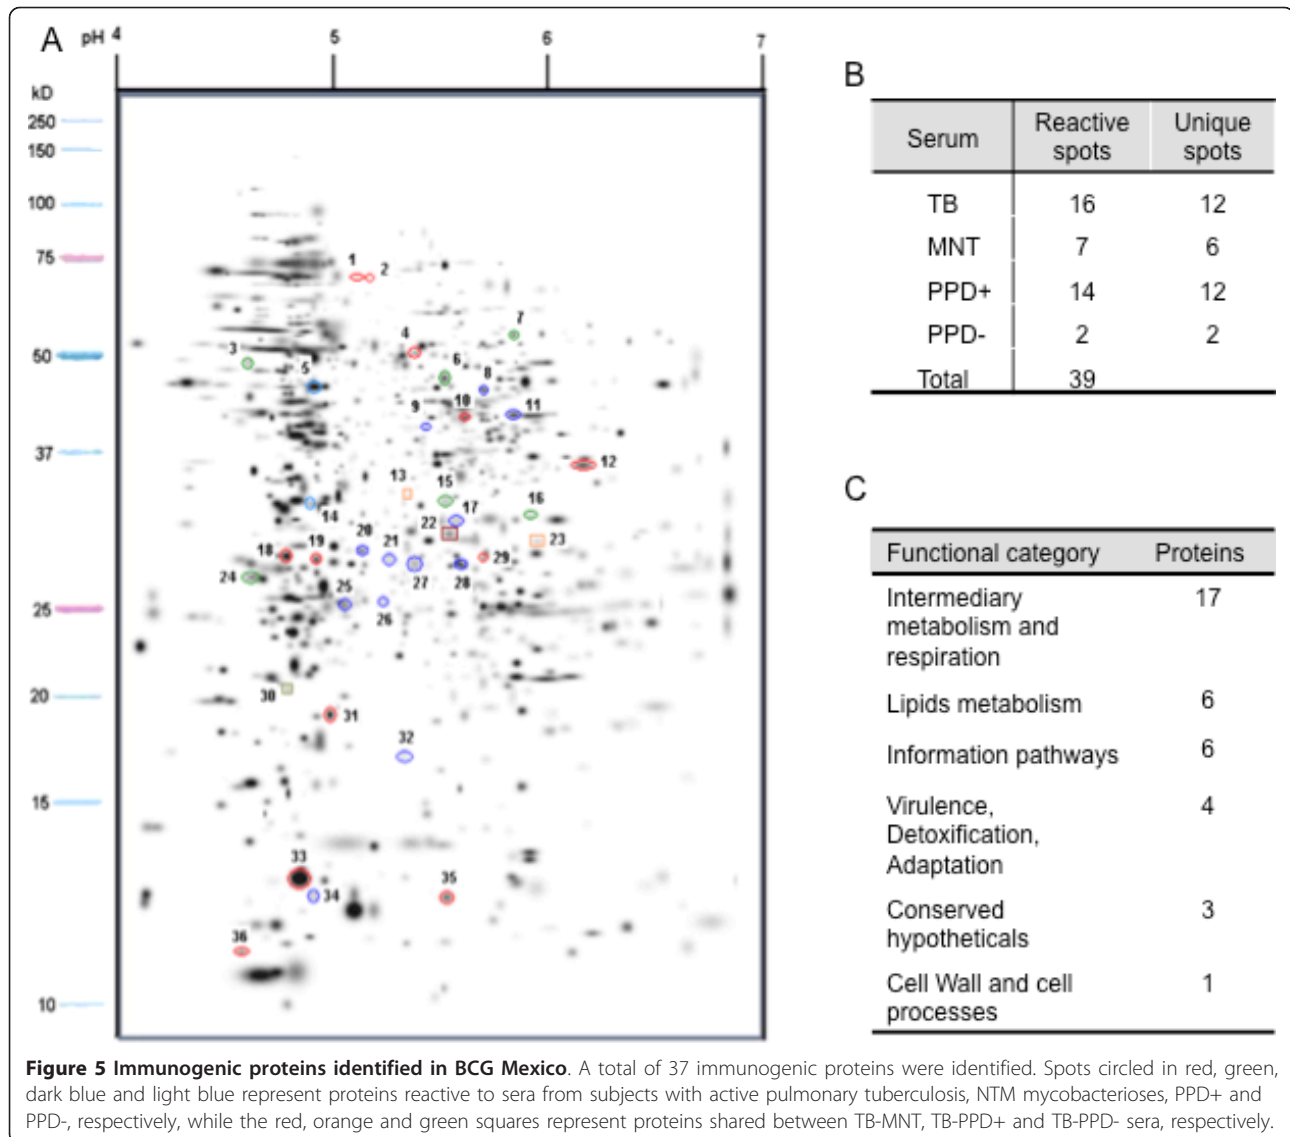 A
pH 4 5 6 7
kD
250
150
100
75
50
37
25
20
15
10
1 2
3
4
5
6
7
8
9
10
11
12
13
14
15
16
17
18
19
20
21
22
23
24
25
26
27
28
29
30
31
32
33
34
35
36
B
Serum Reactive spots Unique spots
TB 16 12
MNT 7 6
PPD+ 14 12
PPD- 2 2
Total 39
C
Functional category Proteins
Intermediary 17
metabolism and
respiration
Lipids metabolism 6
Information pathways 6
Virulence, 4
Detoxification,
Adaptation
Conserved 3
hypotheticals
Cell Wall and cell 1
processes
Figure 5 Immunogenic proteins identified in BCG Mexico. A total of 37 immunogenic proteins were identified. Spots circled in red, green,
dark blue and light blue represent proteins reactive to sera from subjects with active pulmonary tuberculosis, NTM mycobacterioses, PPD+ and
PPD-, respectively, while the red, orange and green squares represent proteins shared between TB-MNT, TB-PPD+ and TB-PPD- sera, respectively.